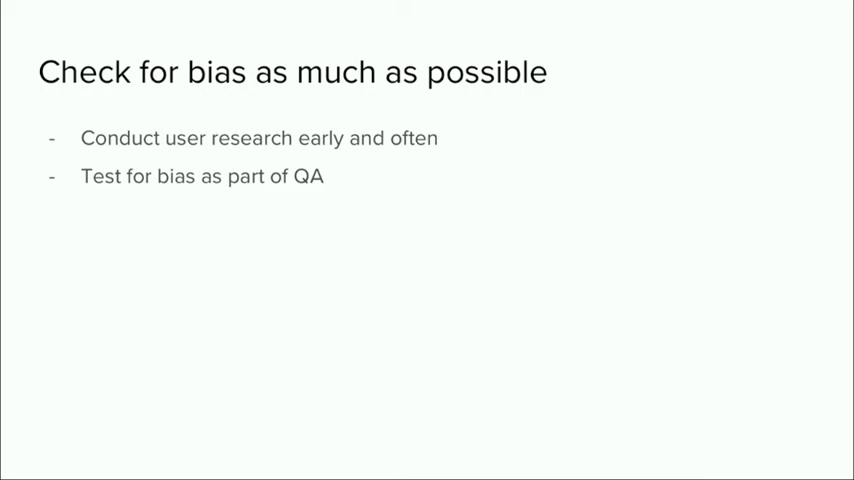 Check for bias as much as possible
- Conduct user research early and often
- Test for bias as part of QA